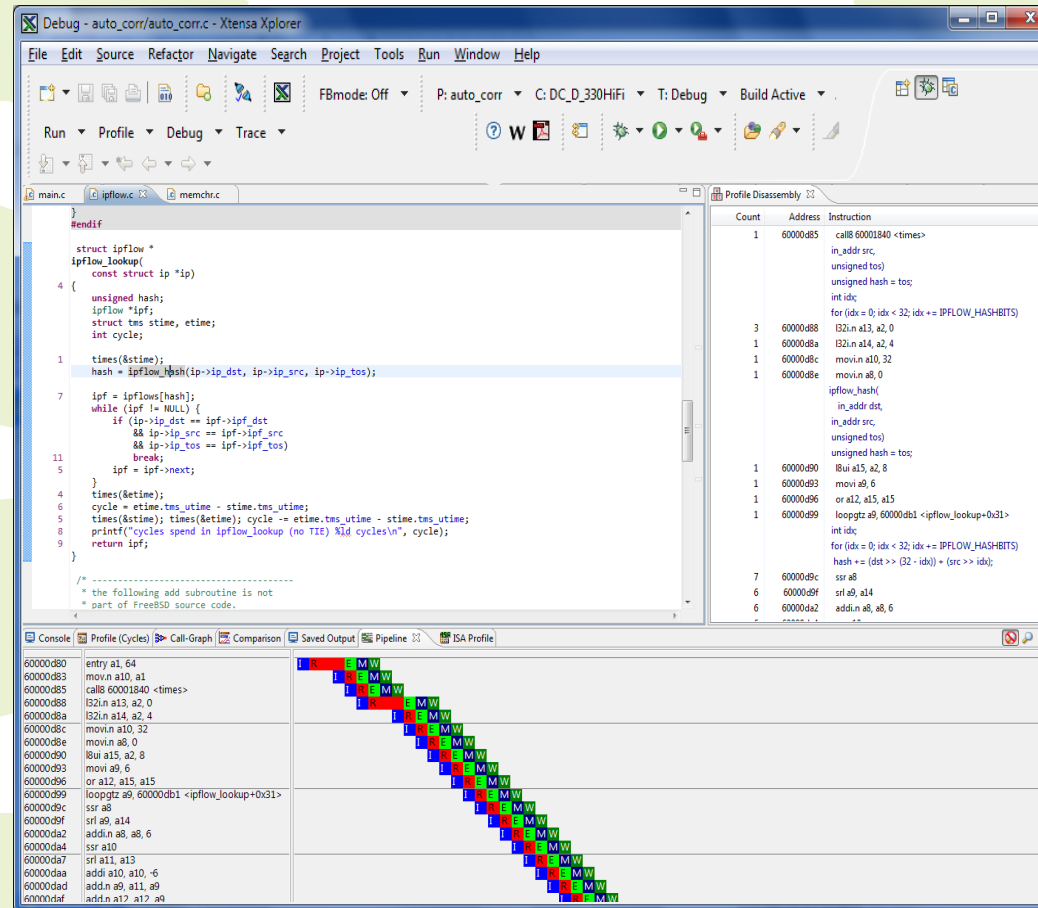 Debug - auto_corr/auto_corr.c - Xtensa Xplorer
File Edit Source Refactor Navigate Search Project Tools Run Window Help
FBmode: Off P: auto_corr C: DC_D_330HiFi T: Debug Build Active
Run Profile Debug Trace
main.c ipflow.c memchr.c
}
#endif
struct ipflow *
ipflow_lookup(
const struct ip *ip)
4 {
unsigned hash;
ipflow *ipf;
struct tms stime, etime;
int cycle;
1 times(&stime);
hash = ipflow_hash(ip->ip_dst, ip->ip_src, ip->ip_tos);
7 ipf = ipflows[hash];
while (ipf != NULL) {
if (ip->ip_dst == ipf->ipf_dst
&& ip->ip_src == ipf->ipf_src
&& ip->ip_tos == ipf->ipf_tos)
11 break;
5 ipf = ipf->next;
}
4 times(&etime);
6 cycle = etime.tms_utime - stime.tms_utime;
5 times(&stime); times(&etime); cycle -= etime.tms_utime - stime.tms_utime;
8 printf("cycles spend in ipflow_lookup (no TIE) %ld cycles\n", cycle);
9 return ipf;
}
/* --------------------------------------
* the following add subroutine is not
* part of FreeBSD source code.
Profile Disassembly
Count Address Instruction
1 60000d85 call8 60001840 <times>
in_addr src,
unsigned tos)
unsigned hash = tos;
int idx;
for (idx = 0; idx < 32; idx += IPFLOW_HASHBITS)
3 60000d88 l32i.n a13, a2, 0
1 60000d8a l32i.n a14, a2, 4
1 60000d8c movi.n a10, 32
1 60000d8e movi.n a8, 0
ipflow_hash(
in_addr dst,
in_addr src,
unsigned tos)
unsigned hash = tos;
1 60000d90 l8ui a15, a2, 8
1 60000d93 movi a9, 6
1 60000d96 or a12, a15, a15
1 60000d99 loopgtz a9, 60000db1 <ipflow_lookup+0x31>
int idx;
for (idx = 0; idx < 32; idx += IPFLOW_HASHBITS)
hash += (dst >> (32 - idx)) + (src >> idx);
7 60000d9c ssr a8
6 60000d9f srl a9, a14
6 60000da2 addi.n a8, a8, 6
Console Profile (Cycles) Call-Graph Comparison Saved Output Pipeline ISA Profile
60000d80 entry a1, 64 I R E M W
60000d83 mov.n a10, a1 I R E M W
60000d85 call8 60001840 <times> I R E M W
60000d88 l32i.n a13, a2, 0 I R E M W
60000d8a l32i.n a14, a2, 4 I R E M W
60000d8c movi.n a10, 32 I R E M W
60000d8e movi.n a8, 0 I R E M W
60000d90 l8ui a15, a2, 8 I R E M W
60000d93 movi a9, 6 I R E M W
60000d96 or a12, a15, a15 I R E M W
60000d99 loopgtz a9, 60000db1 <ipflow_lookup+0x31> I R E M W
60000d9c ssr a8 I R E M W
60000d9f srl a9, a14 I R E M W
60000da2 addi.n a8, a8, 6 I R E M W
60000da4 ssr a10 I R E M W
60000da7 srl a11, a13 I R E M W
60000daa addi a10, a10, -6 I R E M W
60000dad add.n a9, a11, a9 I R E M W
60000daf add.n a12, a12, a9 I R E M W